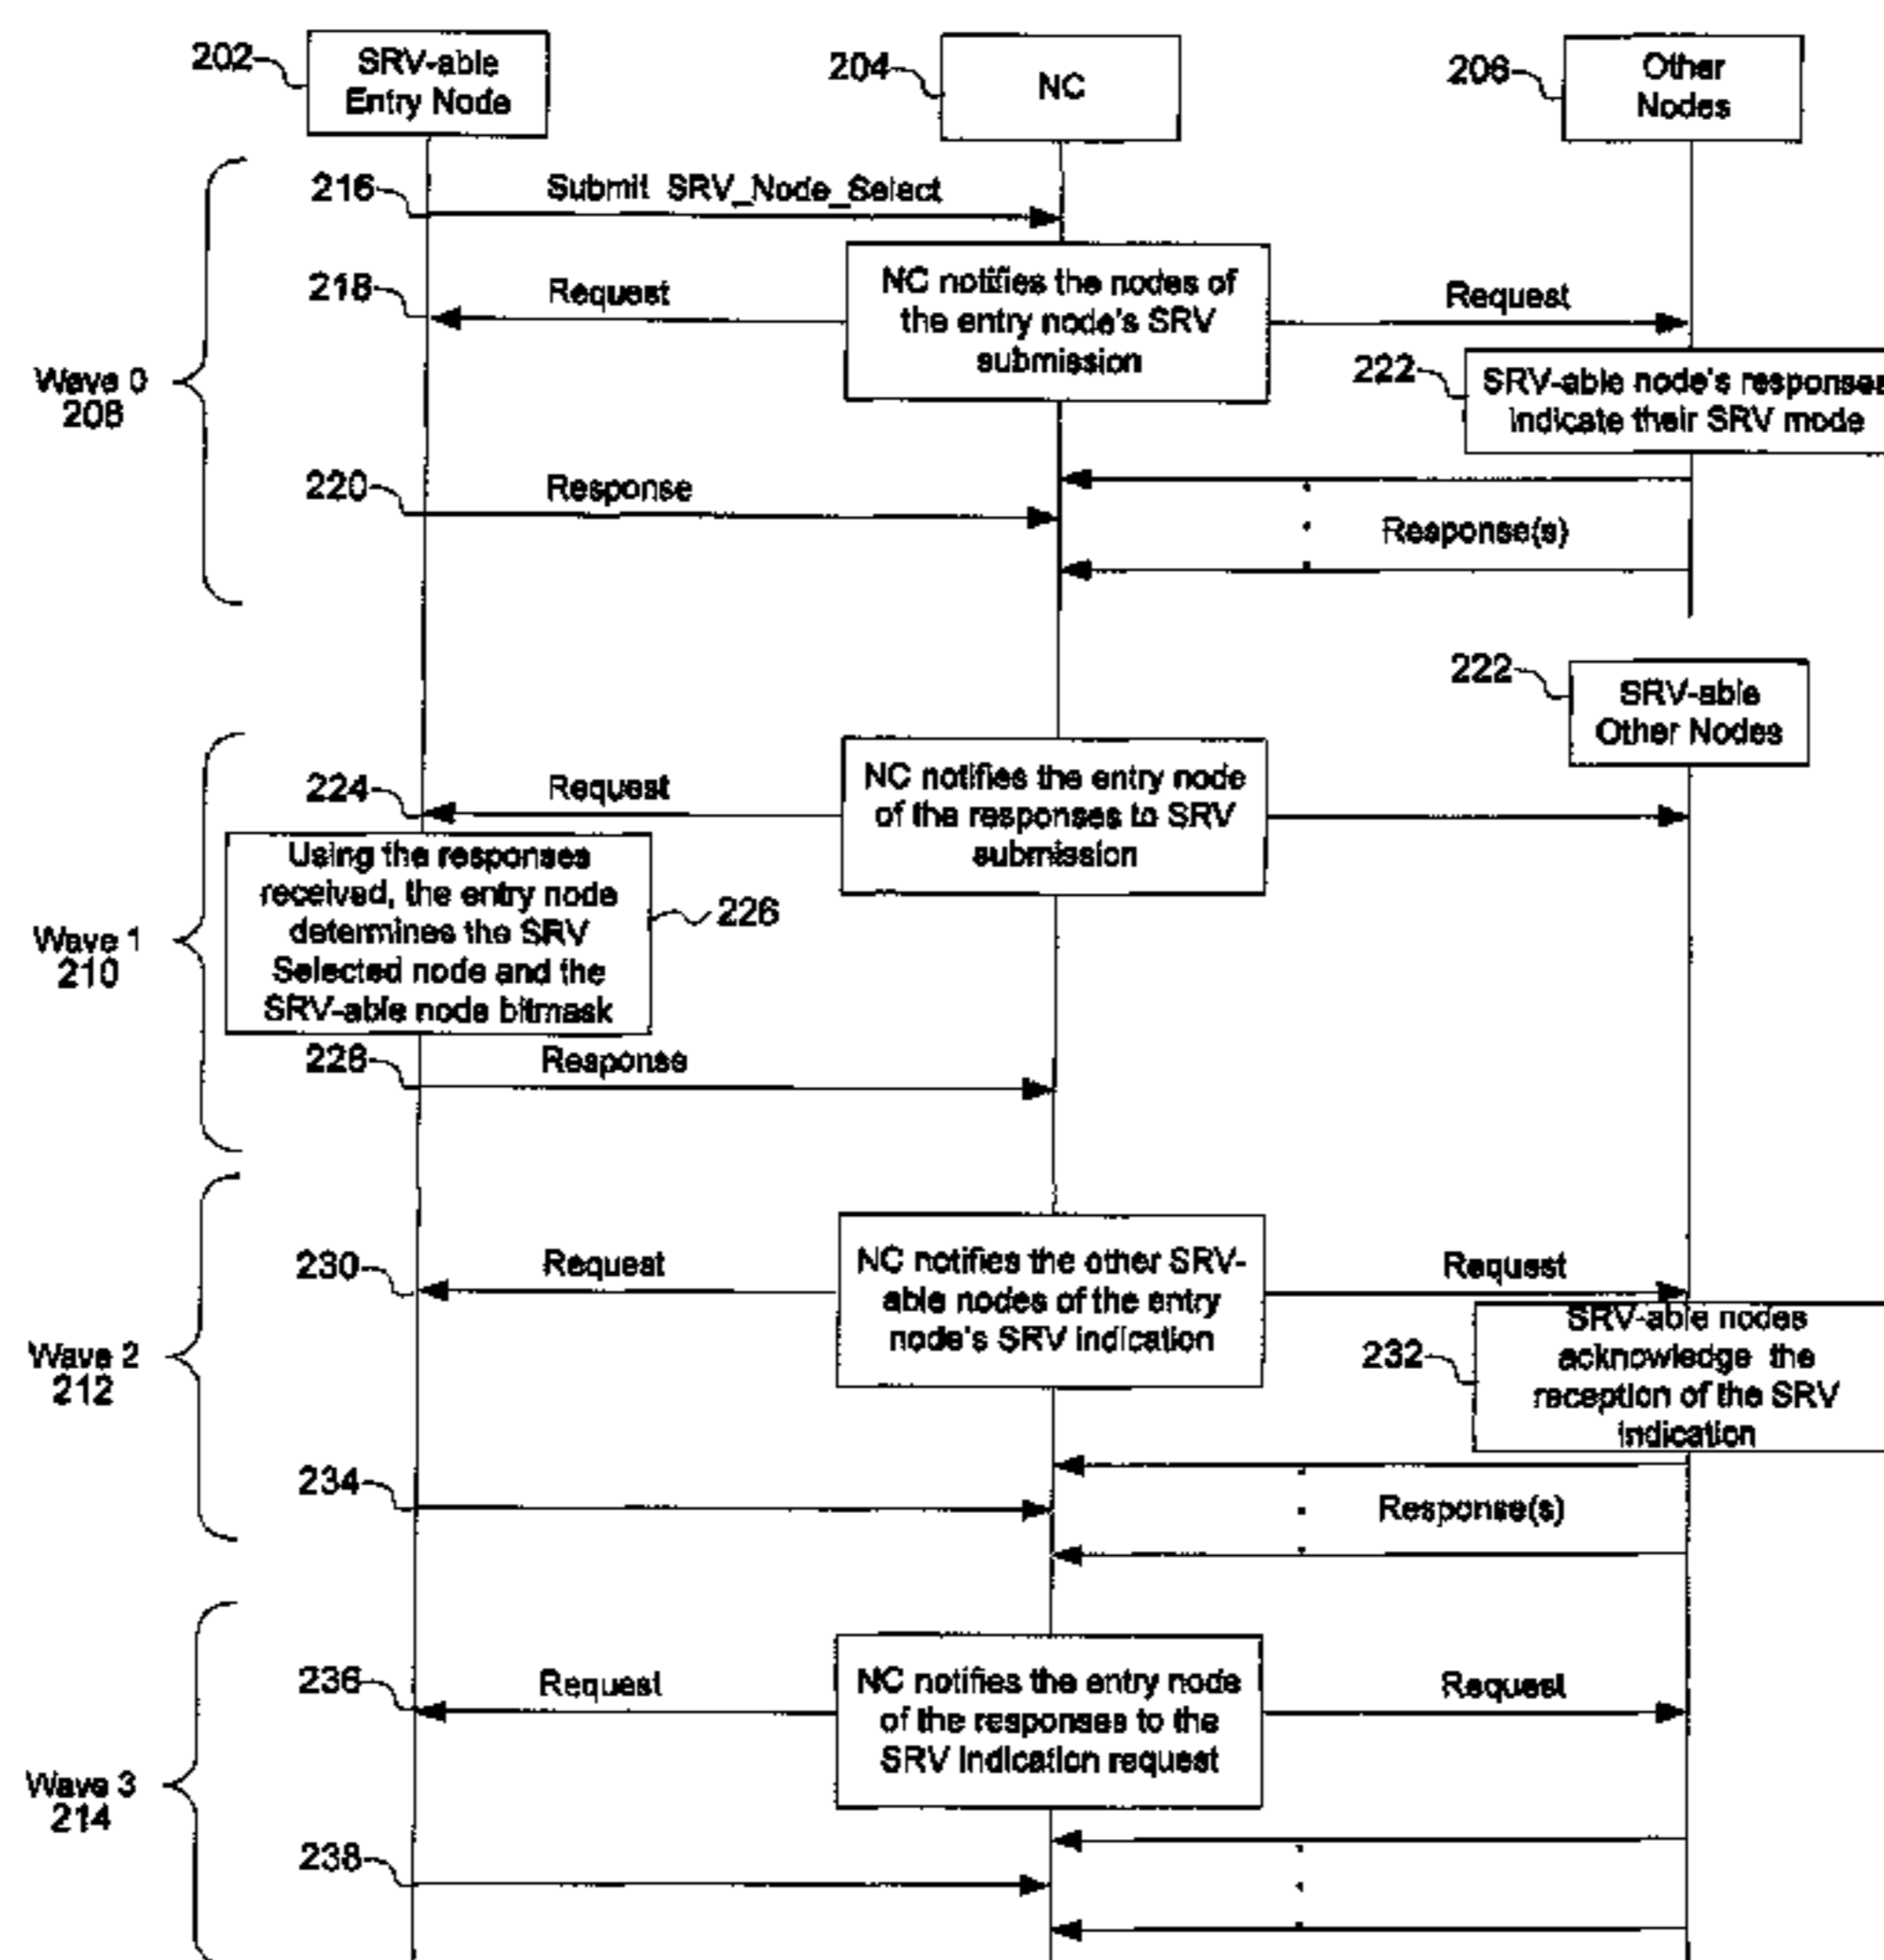 202
SRV-able
Entry Node
204
NC
206
Other
Nodes
Wave 0
208
216
Submit SRV_Node_Select
218
Request
NC notifies the nodes of
the entry node's SRV
submission
Request
222
SRV-able node's responses
indicate their SRV mode
220
Response
Response(s)
222
SRV-able
Other Nodes
Wave 1
210
224
Request
NC notifies the entry node
of the responses to SRV
submission
Using the responses
received, the entry node
determines the SRV
Selected node and the
SRV-able node bitmask
226
228
Response
Wave 2
212
230
Request
NC notifies the other SRV-
able nodes of the entry
node's SRV indication
Request
232
SRV-able nodes
acknowledge the
reception of the SRV
indication
234
Response(s)
Wave 3
214
236
Request
NC notifies the entry node
of the responses to the
SRV indication request
Request
238